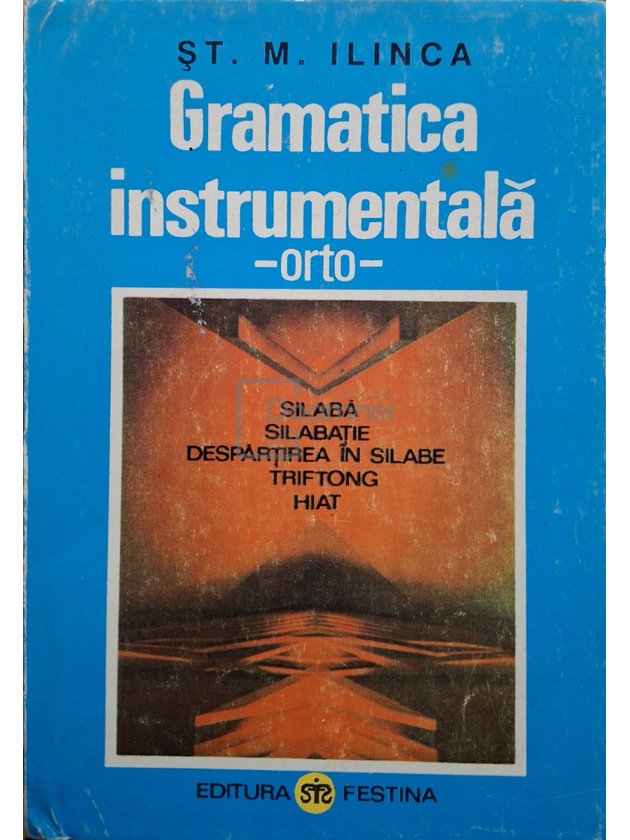 ȘT. M. ILINCA
Gramatica
instrumentală
-orto-
SILABĂ
SILABAȚIE
DESPĂRȚIREA ÎN SILABE
TRIFTONG
HIAT
EDITURA FESTINA